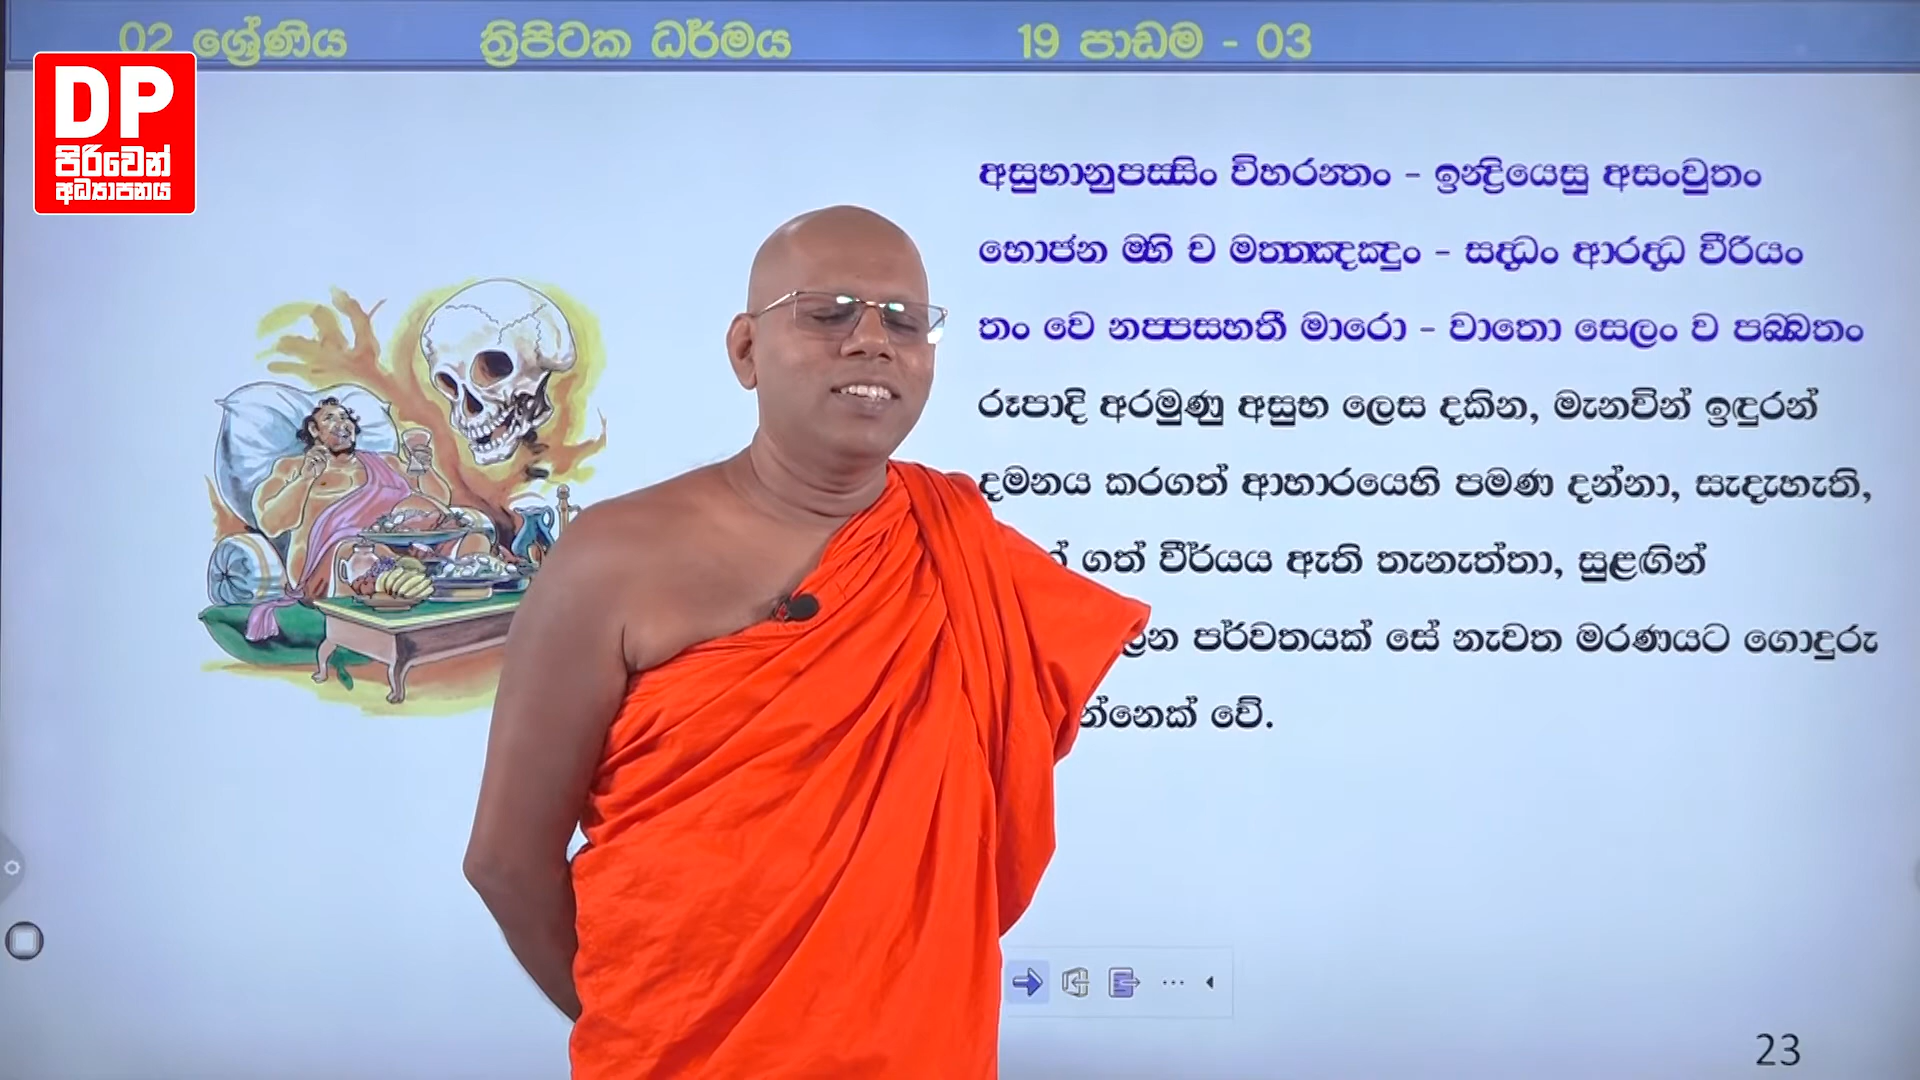 02 ශ්‍රේණිය ත්‍රිපිටක ධර්මය 19 පාඩම - 03
DP
පිරිවෙන්
අධ්‍යාපනය
අසුභානුපස්සිං විහරන්තං - ඉන්ද්‍රියෙසු අසංවුතං
භොජනම්හි ච මත්තඤ්ඤුං - සද්ධං ආරද්ධ වීරියං
තං වෙ නප්පසහතී මාරො - වාතො සෙලං ව පබ්බතං
රූපාදි අරමුණු අසුභ ලෙස දකින, මැනවින් ඉඳුරන්
දමනය කරගත් ආහාරයෙහි පමණ දන්නා, සැදැහැති,
ගත් වීර්යය ඇති තැනැත්තා, සුළඟින්
පර්වතයක් සේ නැවත මරණයට ගොදුරු
වේ.
23